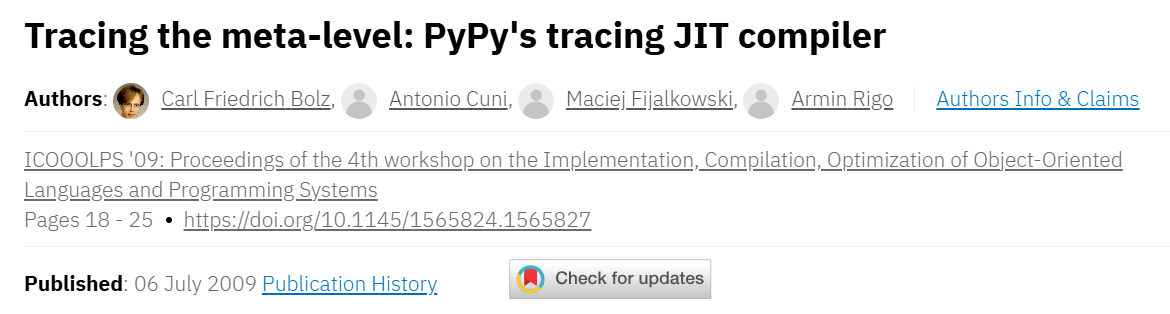 Tracing the meta-level: PyPy's tracing JIT compiler
Authors: Carl Friedrich Bolz, Antonio Cuni, Maciej Fijalkowski, Armin Rigo Authors Info & Claims
ICOOOLPS '09: Proceedings of the 4th workshop on the Implementation, Compilation, Optimization of Object-Oriented
Languages and Programming Systems
Pages 18 - 25 • https://doi.org/10.1145/1565824.1565827
Published: 06 July 2009 Publication History Check for updates